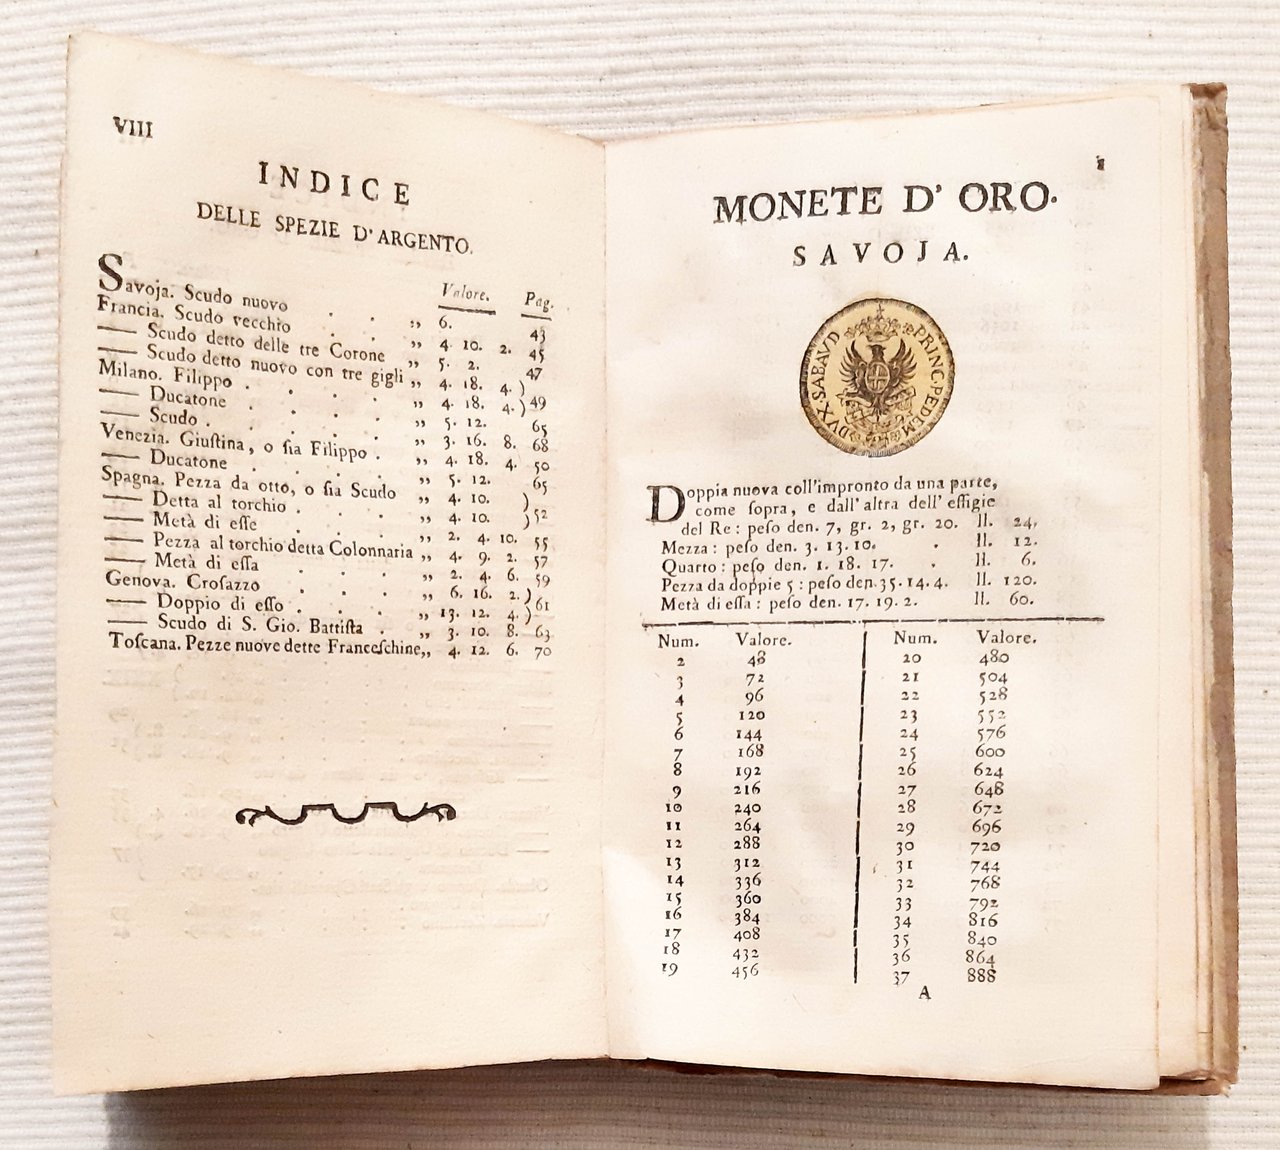 VIII
INDICE
DELLE SPEZIE D'ARGENTO.
Valore. Pag.
Savoja. Scudo nuovo . . ,, 6. 43
Francia. Scudo vecchio . . ,, 4. 10. 2. 45
—— Scudo detto delle tre Corone ,, 5. 2. 47
—— Scudo detto nuovo con tre gigli ,, 4. 18. 4. )
Milano. Filippo . . . . ,, 4. 18. 4. ) 49
—— Ducatone . . . . ,, 5. 12. 65
—— Scudo . . . . . ,, 3. 16. 8. 68
Venezia. Giuſtina, o ſia Filippo . ,, 4. 18. 4. 50
—— Ducatone . . . . ,, 5. 12. 65
Spagna. Pezza da otto, o ſia Scudo ,, 4. 10. )
—— Detta al torchio . . . ,, 4. 10. ) 52
—— Metà di eſſe . . . ,, 2. 4. 10. 55
—— Pezza al torchio detta Colonnaria ,, 4. 9. 2. 57
—— Metà di eſſa . . . ,, 2. 4. 6. 59
Genova. Croſazzo . . . ,, 6. 16. 2. )
—— Doppio di eſſo . . . ,, 13. 12. 4. ) 61
—— Scudo di S. Gio. Battiſta . ,, 3. 10. 8. 63
Toſcana. Pezze nuove dette Franceſchine,, 4. 12. 6. 70
1
MONETE D' ORO.
SAVOJA.
DUX. SABAUD PRINC. PEDEM
Doppia nuova coll'impronto da una parte,
come ſopra, e dall'altra dell'effigie
del Re: peſo den. 7, gr. 2, gr. 20. ll. 24.
Mezza: peſo den. 3. 13. 10. . ll. 12.
Quarto: peſo den. 1. 18. 17. . ll. 6.
Pezza da doppie 5: peſo den. 35. 14. 4. ll. 120.
Metà di eſſa: peſo den. 17. 19. 2. ll. 60.
Num. Valore. Num. Valore.
2 48 20 480
3 72 21 504
4 96 22 528
5 120 23 552
6 144 24 576
7 168 25 600
8 192 26 624
9 216 27 648
10 240 28 672
11 264 29 696
12 288 30 720
13 312 31 744
14 336 32 768
15 360 33 792
16 384 34 816
17 408 35 840
18 432 36 864
19 456 37 888
A